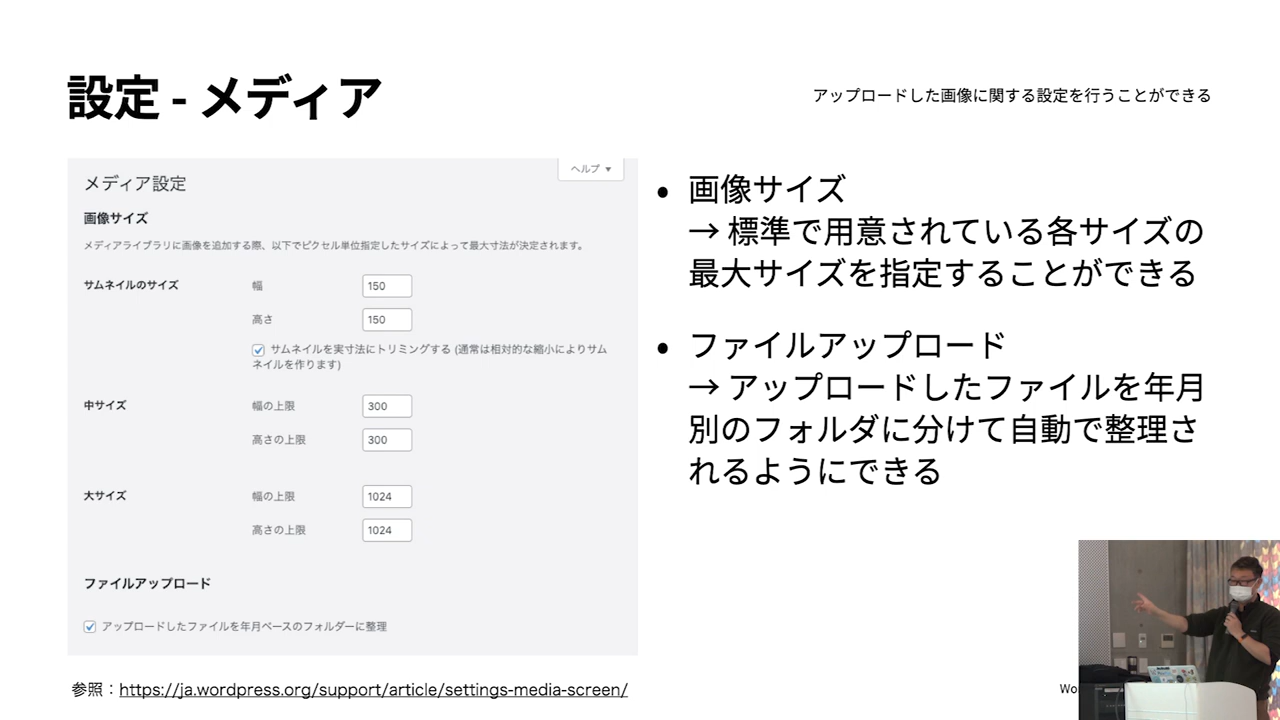 設定 - メディア
アップロードした画像に関する設定を行うことができる
ヘルプ ▼
メディア設定
画像サイズ
メディアライブラリに画像を追加する際、以下でピクセル単位指定したサイズによって最大寸法が決定されます。
サムネイルのサイズ 幅 150
高さ 150
サムネイルを実寸法にトリミングする (通常は相対的な縮小によりサム
ネイルを作ります)
中サイズ 幅の上限 300
高さの上限 300
大サイズ 幅の上限 1024
高さの上限 1024
ファイルアップロード
アップロードしたファイルを年月ベースのフォルダーに整理
• 画像サイズ
→ 標準で用意されている各サイズの
最大サイズを指定することができる
• ファイルアップロード
→ アップロードしたファイルを年月
別のフォルダに分けて自動で整理さ
れるようにできる
参照：https://ja.wordpress.org/support/article/settings-media-screen/